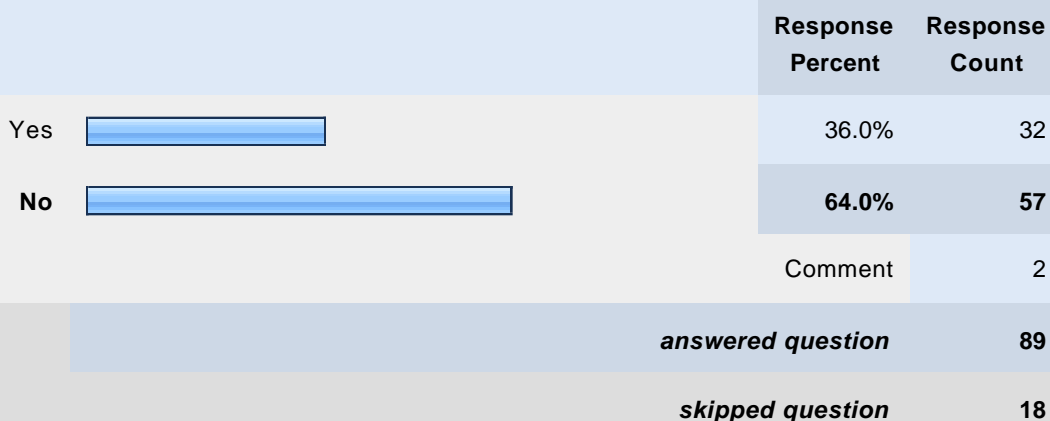 Response Percent Response Count
Yes 36.0% 32
No 64.0% 57
Comment 2
answered question 89
skipped question 18